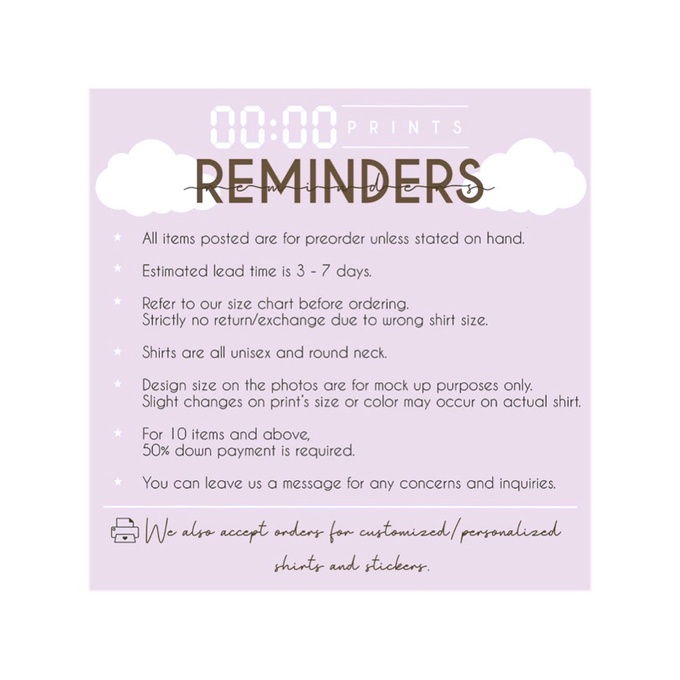 00:00 PRINTS
REMINDERS
reminders
All items posted are for preorder unless stated on hand.
Estimated lead time is 3 - 7 days.
Refer to our size chart before ordering.
Strictly no return/exchange due to wrong shirt size.
Shirts are all unisex and round neck.
Design size on the photos are for mock up purposes only.
Slight changes on print's size or color may occur on actual shirt.
For 10 items and above,
50% down payment is required.
You can leave us a message for any concerns and inquiries.
We also accept orders for customized/personalized
shirts and stickers.